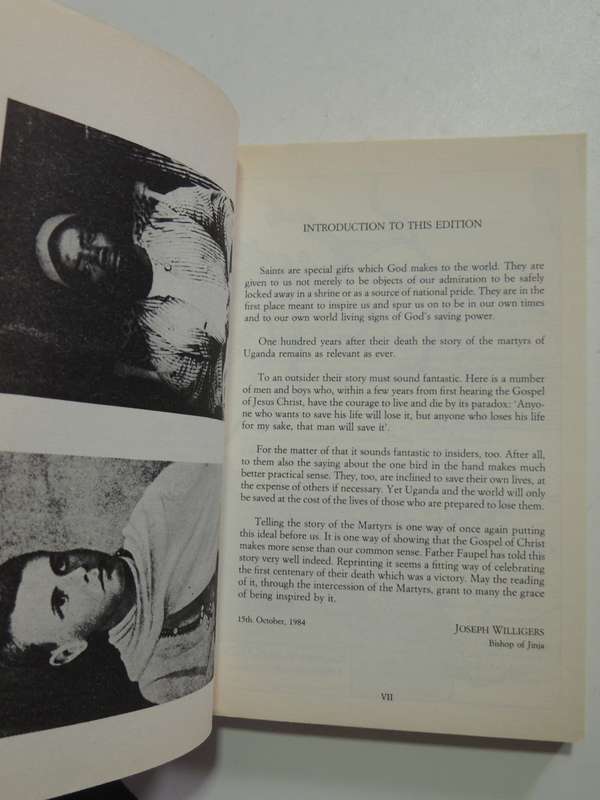 INTRODUCTION TO THIS EDITION
Saints are special gifts which God makes to the world. They are
given to us not merely to be objects of our admiration to be safely
locked away in a shrine or as a source of national pride. They are in the
first place meant to inspire us and spur us on to be in our own times
and to our own world living signs of God's saving power.
One hundred years after their death the story of the martyrs of
Uganda remains as relevant as ever.
To an outsider their story must sound fantastic. Here is a number
of men and boys who, within a few years from first hearing the Gospel
of Jesus Christ, have the courage to live and die by its paradox: 'Anyo-
ne who wants to save his life will lose it, but anyone who loses his life
for my sake, that man will save it'.
For the matter of that it sounds fantastic to insiders, too. After all,
to them also the saying about the one bird in the hand makes much
better practical sense. They, too, are inclined to save their own lives, at
the expense of others if necessary. Yet Uganda and the world will only
be saved at the cost of the lives of those who are prepared to lose them.
Telling the story of the Martyrs is one way of once again putting
this ideal before us. It is one way of showing that the Gospel of Christ
makes more sense than our common sense. Father Faupel has told this
story very well indeed. Reprinting it seems a fitting way of celebrating
the first centenary of their death which was a victory. May the reading
of it, through the intercession of the Martyrs, grant to many the grace
of being inspired by it.
15th. October, 1984
JOSEPH WILLIGERS
Bishop of Jinja
VII